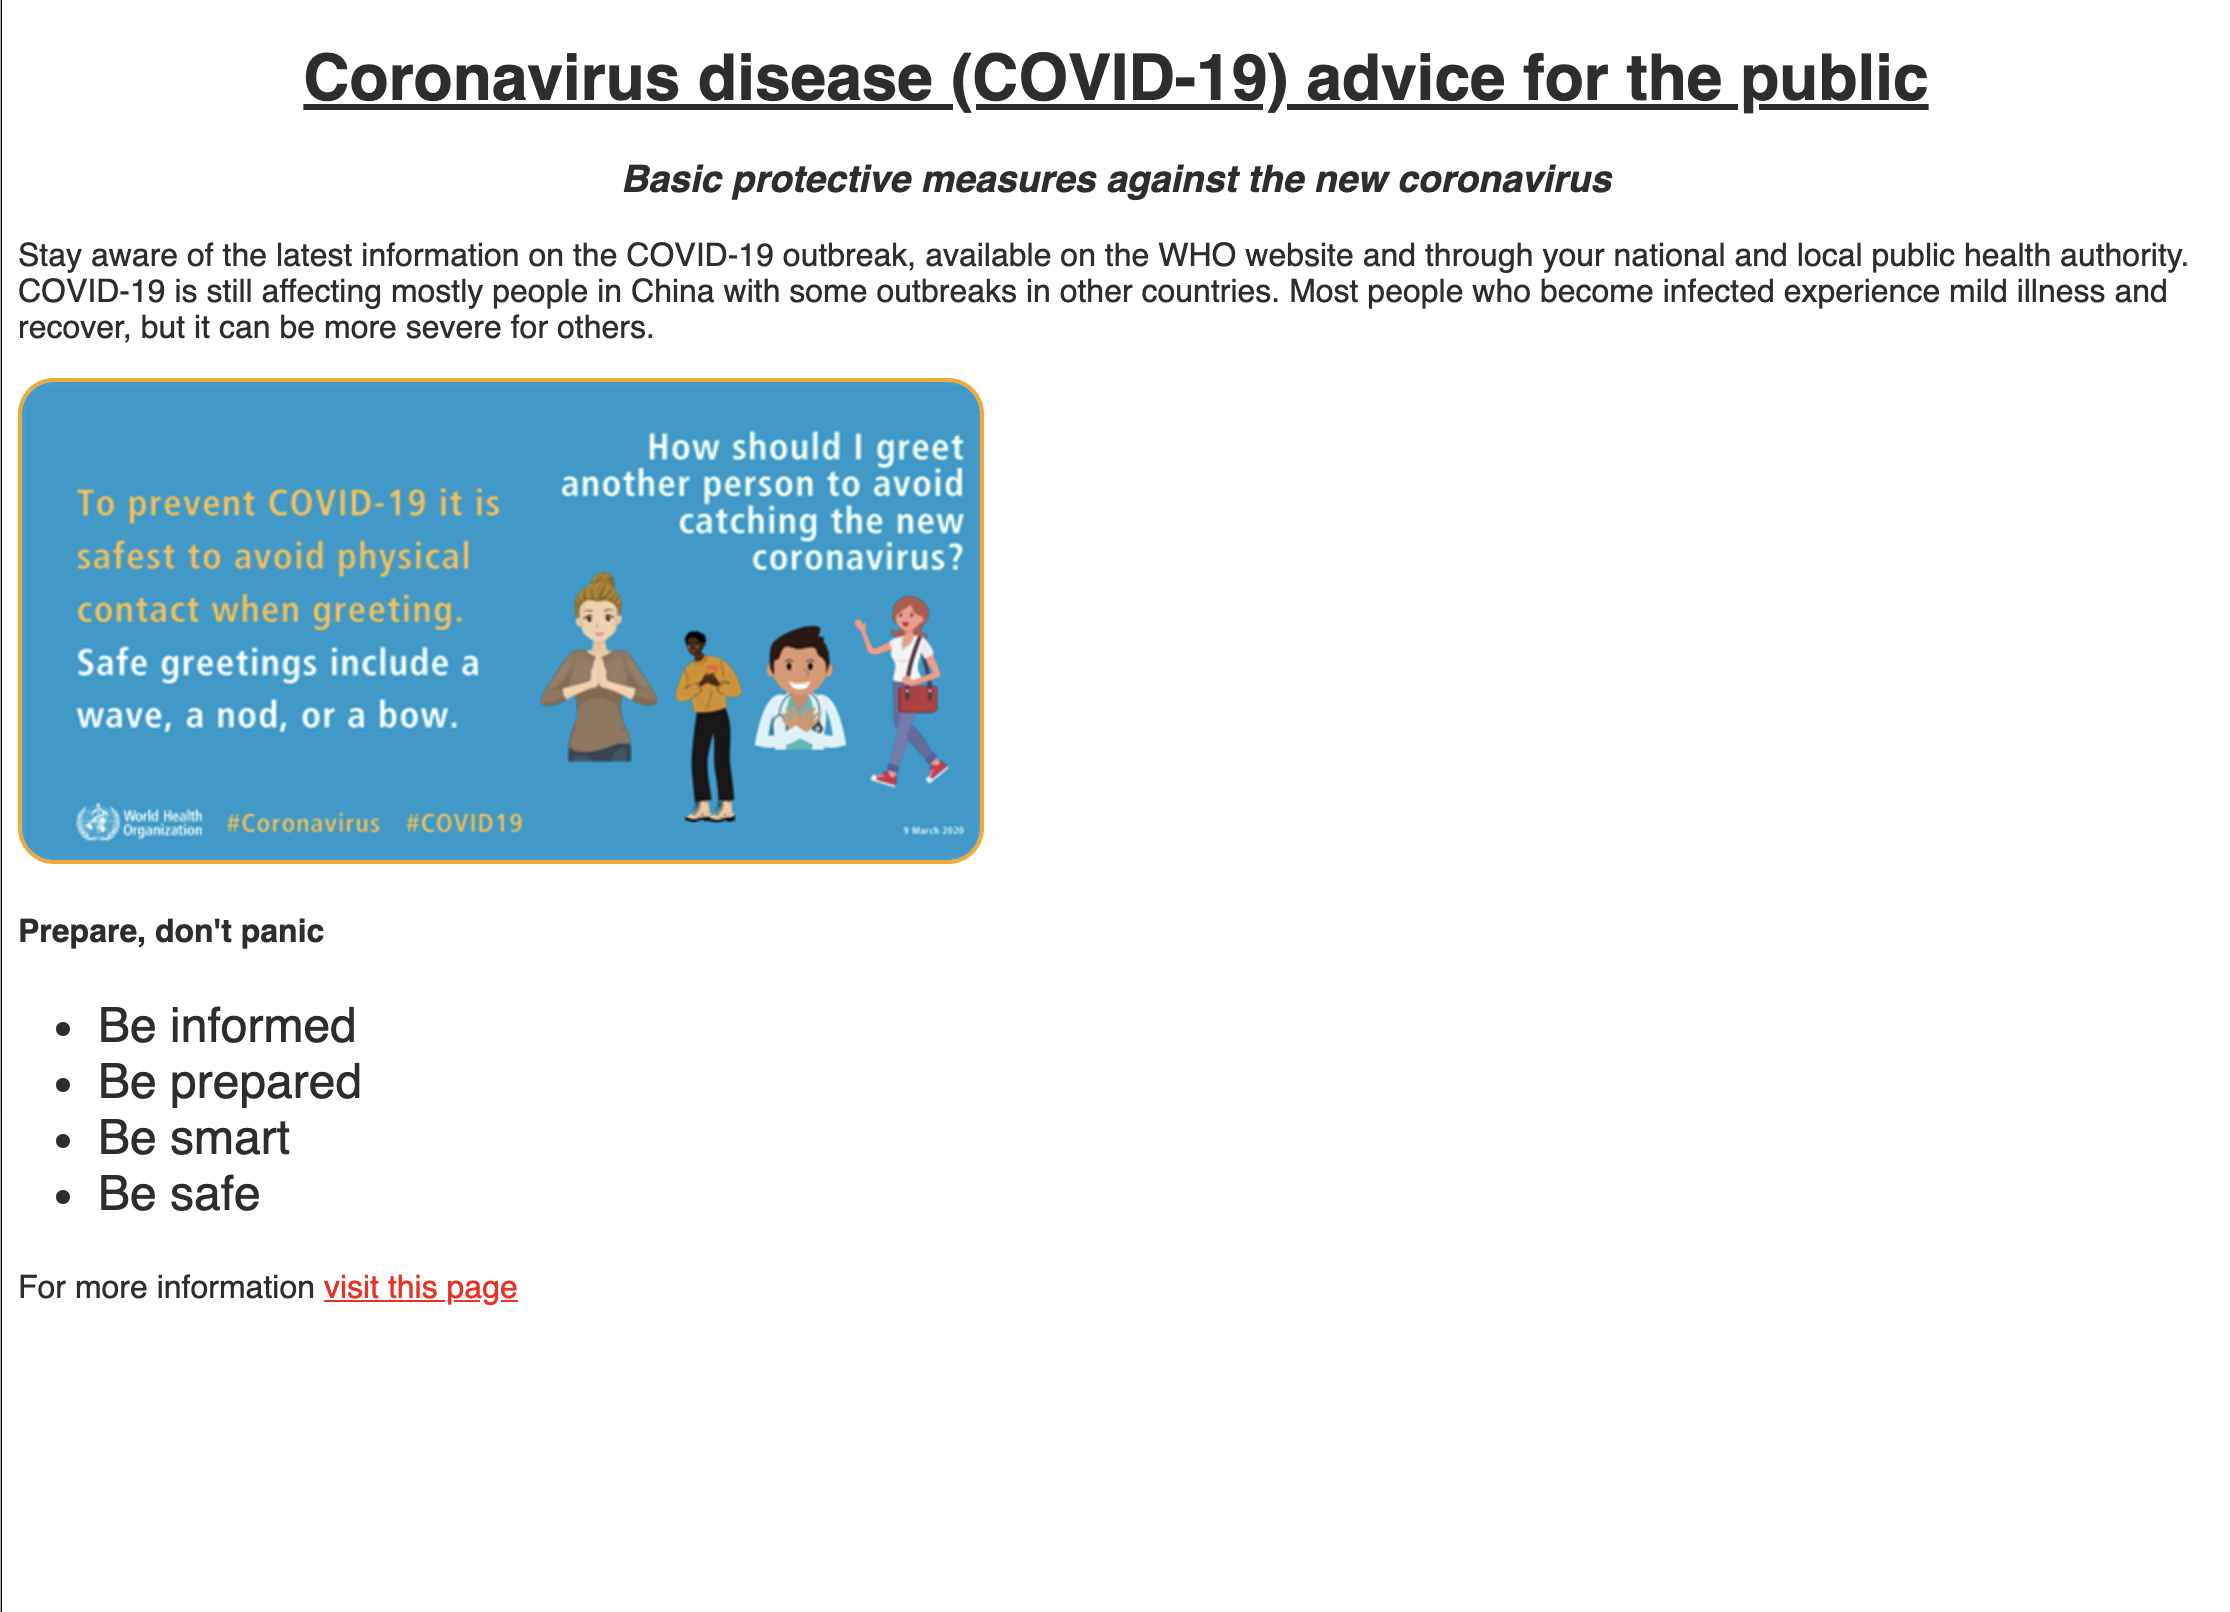 Coronavirus disease (COVID-19) advice for the public
Basic protective measures against the new coronavirus
Stay aware of the latest information on the COVID-19 outbreak, available on the WHO website and through your national and local public health authority.
COVID-19 is still affecting mostly people in China with some outbreaks in other countries. Most people who become infected experience mild illness and
recover, but it can be more severe for others.
To prevent COVID-19 it is
safest to avoid physical
contact when greeting.
Safe greetings include a
wave, a nod, or a bow.
How should I greet
another person to avoid
catching the new
coronavirus?
World Health
Organization
#Coronavirus #COVID19
9 March 2020
Prepare, don't panic
• Be informed
• Be prepared
• Be smart
• Be safe
For more information visit this page